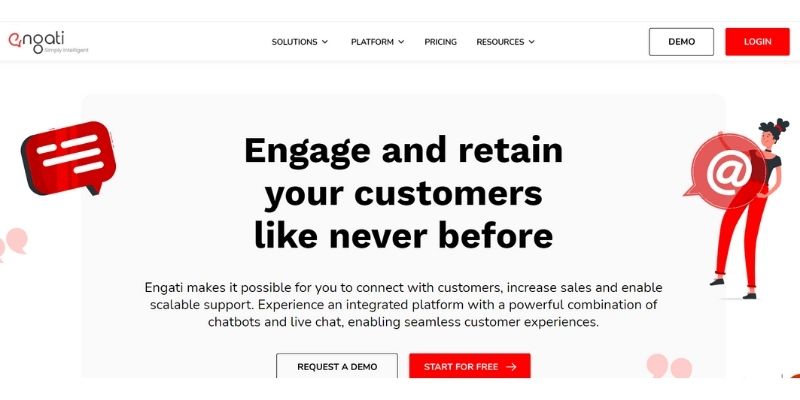 engati
Simply Intelligent
SOLUTIONS
PLATFORM
PRICING
RESOURCES
DEMO
LOGIN
@
Engage and retain
your customers
like never before
Engati makes it possible for you to connect with customers, increase sales and enable
scalable support. Experience an integrated platform with a powerful combination of
chatbots and live chat, enabling seamless customer experiences.
REQUEST A DEMO
START FOR FREE →